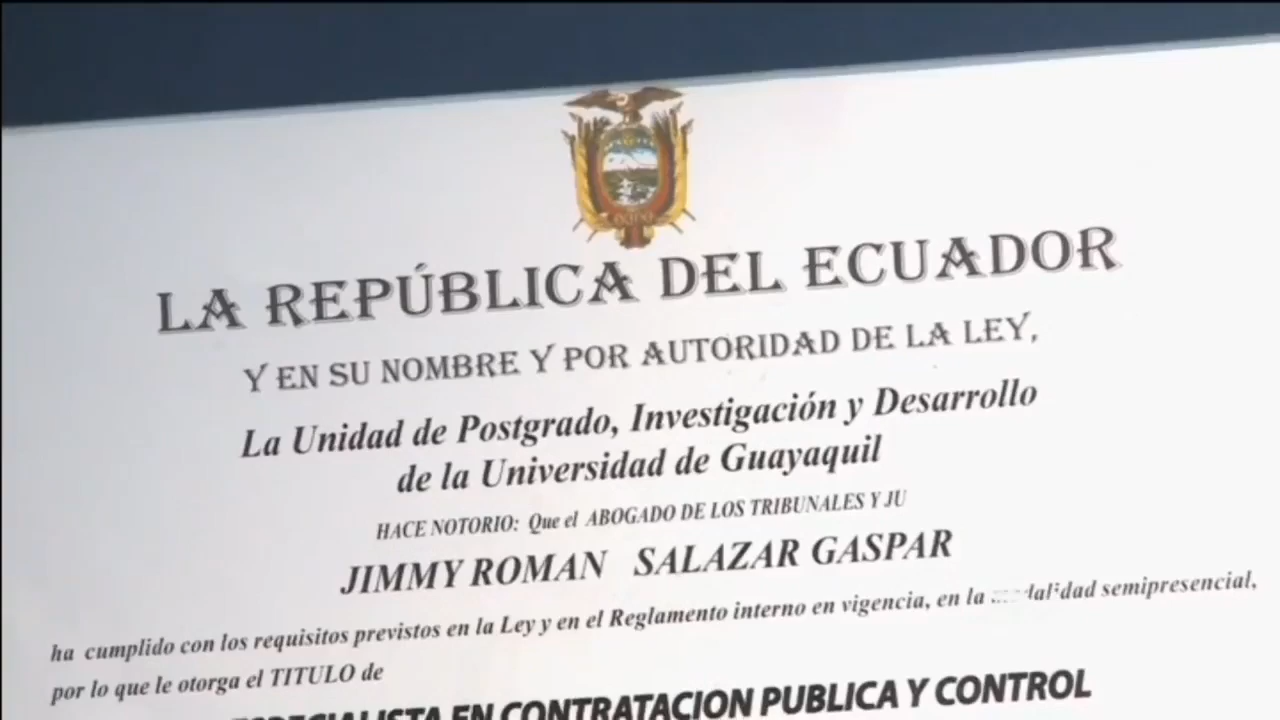 LA REPÚBLICA DEL ECUADOR
Y EN SU NOMBRE Y POR AUTORIDAD DE LA LEY,
La Unidad de Postgrado, Investigación y Desarrollo
de la Universidad de Guayaquil
HACE NOTORIO: Que el ABOGADO DE LOS TRIBUNALES Y JU
JIMMY ROMAN SALAZAR GASPAR
ha cumplido con los requisitos previstos en la Ley y en el Reglamento interno en vigencia, en la semipresencial,
por lo que le otorga el TITULO de
EN CONTRATACION PUBLICA Y CONTROL